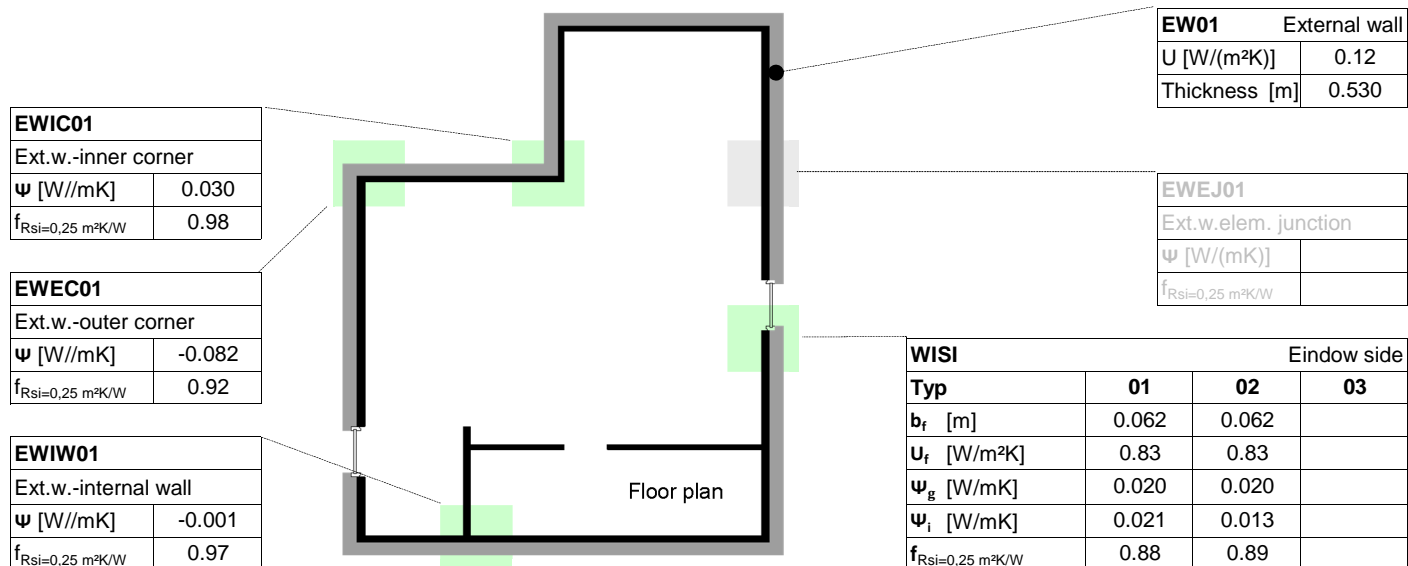 EWIC01
Ext.w.-inner corner
Ψ [W//mK] 0.030
fRsi=0,25 m²K/W 0.98
EWEC01
Ext.w.-outer corner
Ψ [W//mK] -0.082
fRsi=0,25 m²K/W 0.92
EWIW01
Ext.w.-internal wall
Ψ [W//mK] -0.001
fRsi=0,25 m²K/W 0.97
Floor plan
EW01 External wall
U [W/(m²K)] 0.12
Thickness [m] 0.530
EWEJ01
Ext.w.elem. junction
Ψ [W/(mK)]
fRsi=0,25 m²K/W
WISI Eindow side
Typ 01 02 03
bf [m] 0.062 0.062
Uf [W/m²K] 0.83 0.83
Ψg [W/mK] 0.020 0.020
Ψi [W/mK] 0.021 0.013
fRsi=0,25 m²K/W 0.88 0.89